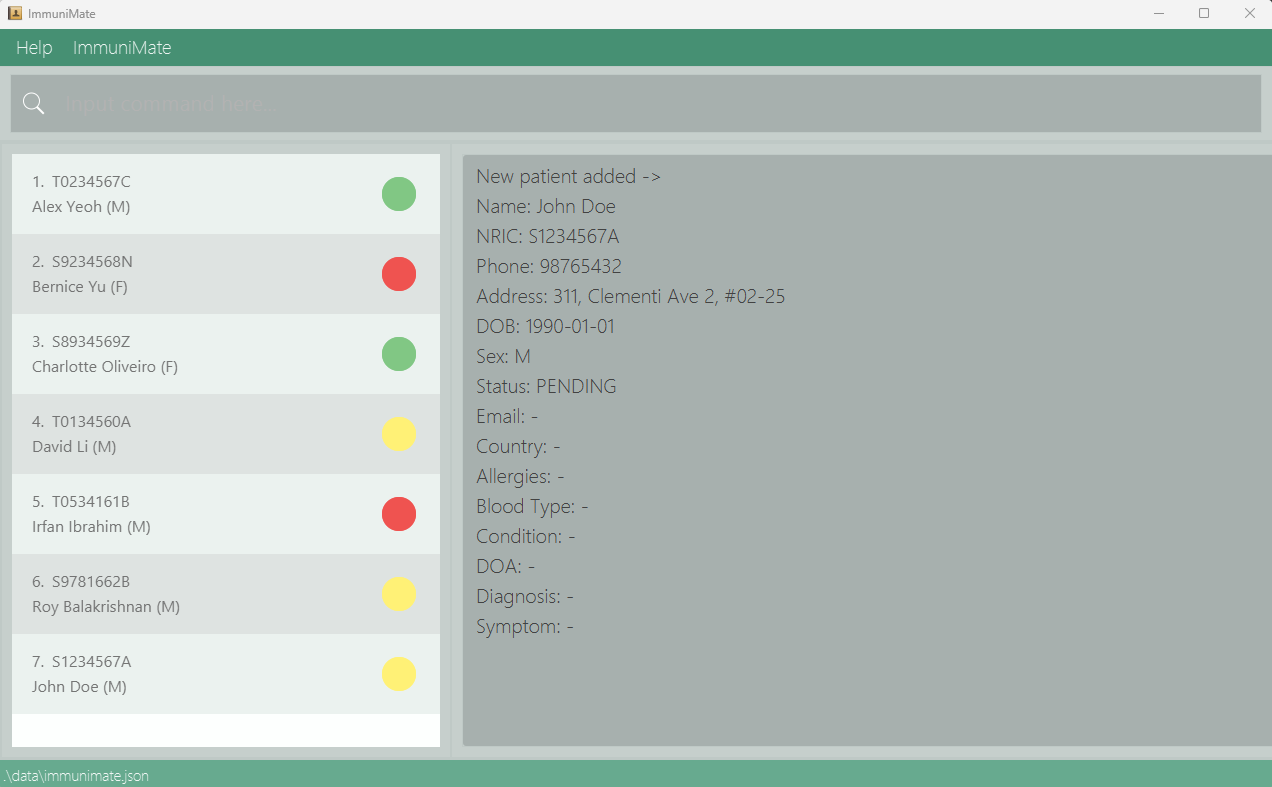 ImmuniMate
Help ImmuniMate
Input command here...
1. T0234567C
Alex Yeoh (M)
2. S9234568N
Bernice Yu (F)
3. S8934569Z
Charlotte Oliveiro (F)
4. T0134560A
David Li (M)
5. T0534161B
Irfan Ibrahim (M)
6. S9781662B
Roy Balakrishnan (M)
7. S1234567A
John Doe (M)
New patient added ->
Name: John Doe
NRIC: S1234567A
Phone: 98765432
Address: 311, Clementi Ave 2, #02-25
DOB: 1990-01-01
Sex: M
Status: PENDING
Email: -
Country: -
Allergies: -
Blood Type: -
Condition: -
DOA: -
Diagnosis: -
Symptom: -
.\data\immunimate.json